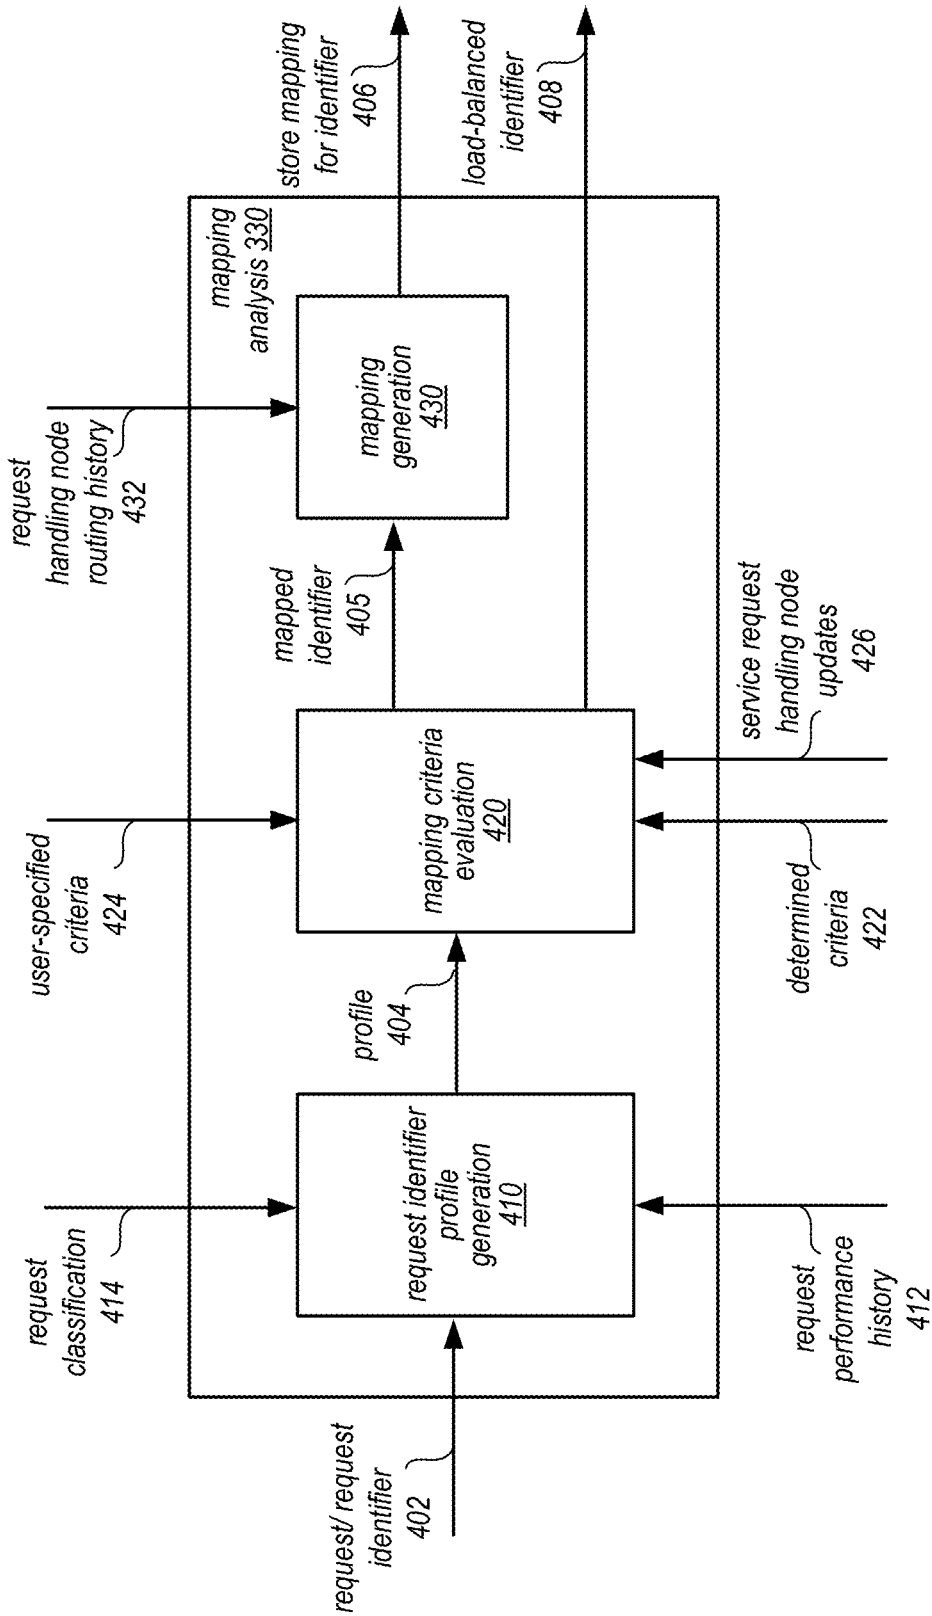 request
classification
414
user-specified
criteria
424
request
handling node
routing history
432
mapping
analysis 330
store mapping
for identifier
406
load-balanced
identifier
408
request/ request
identifier
402
request identifier
profile
generation
410
profile
404
mapping criteria
evaluation
420
mapped
identifier
405
mapping
generation
430
request
performance
history
412
determined
criteria
422
service request
handling node
updates
426